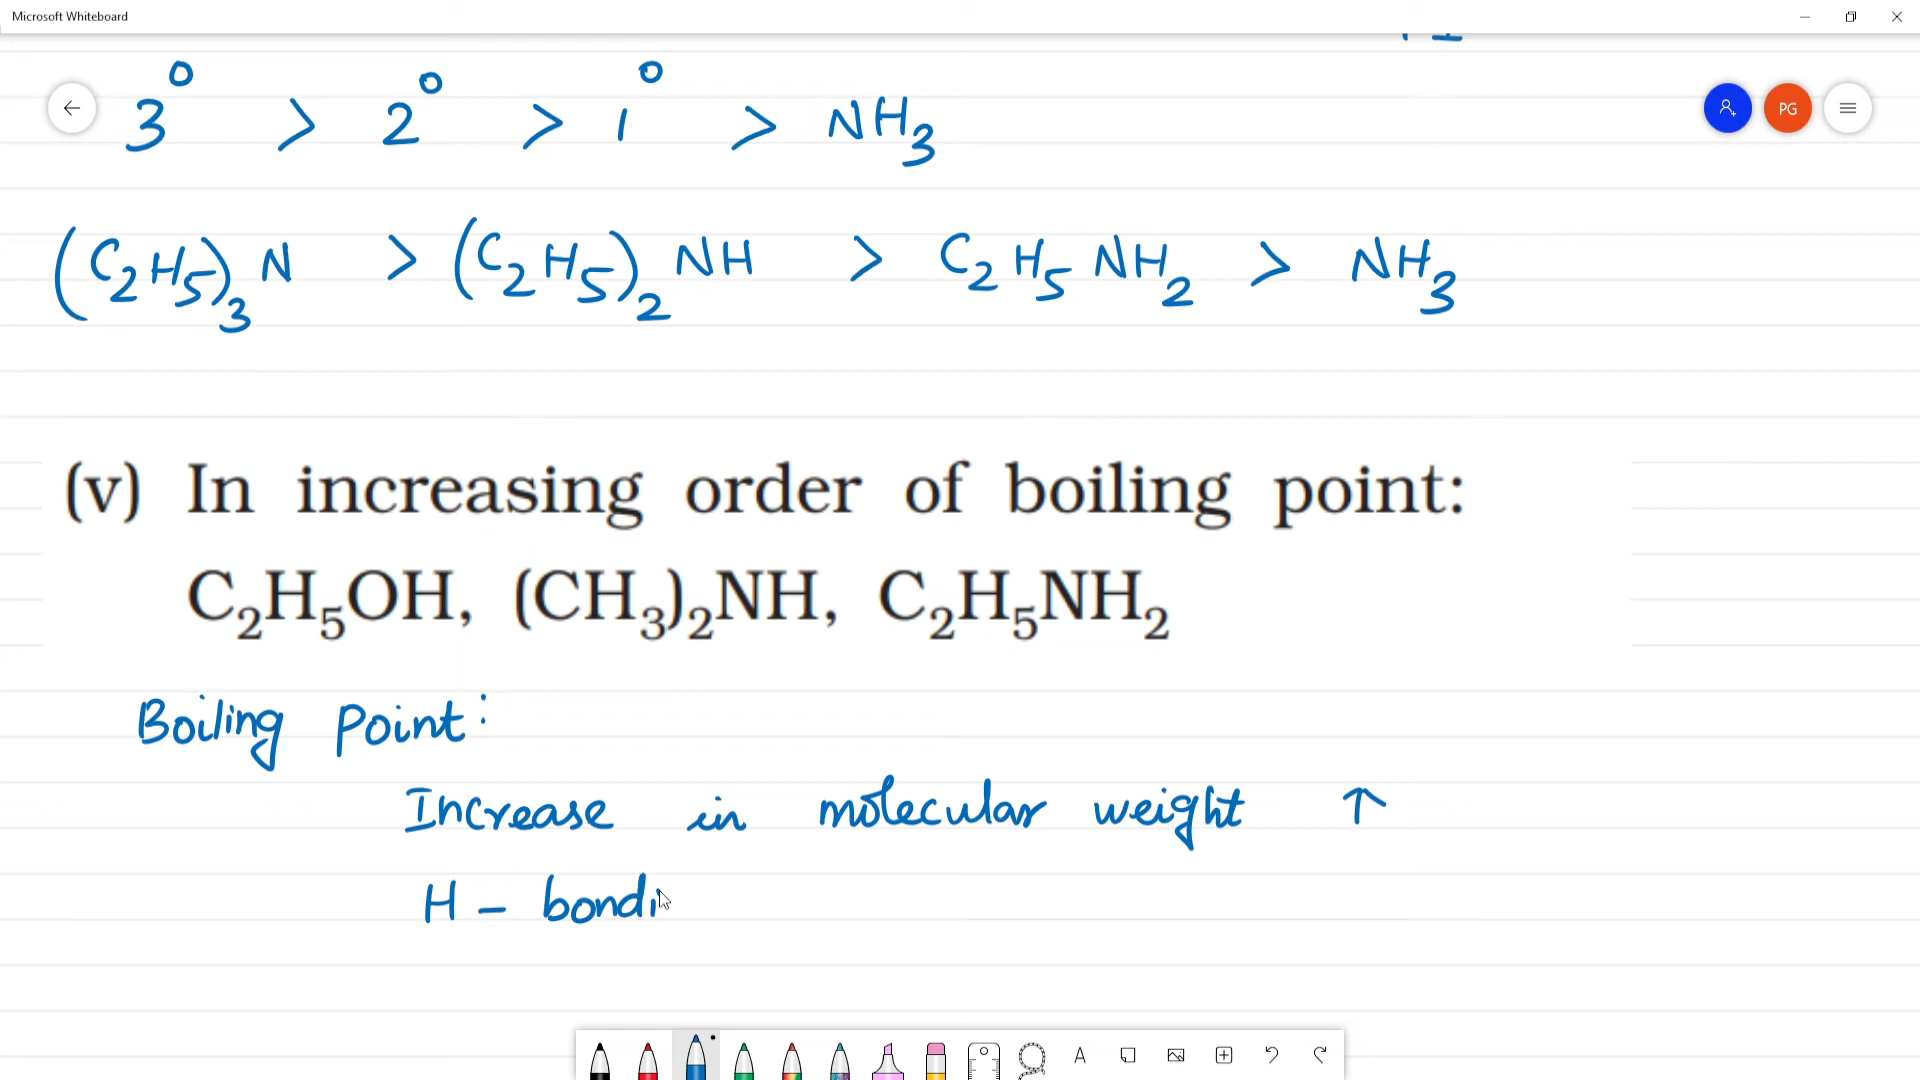 Microsoft Whiteboard
3° > 2° > 1° > NH₃
PG
(C₂H₅)₃N > (C₂H₅)₂NH > C₂H₅NH₂ > NH₃
(v) In increasing order of boiling point:
C₂H₅OH, (CH₃)₂NH, C₂H₅NH₂
Boiling point:
Increase in molecular weight ↑
H – bondi
A